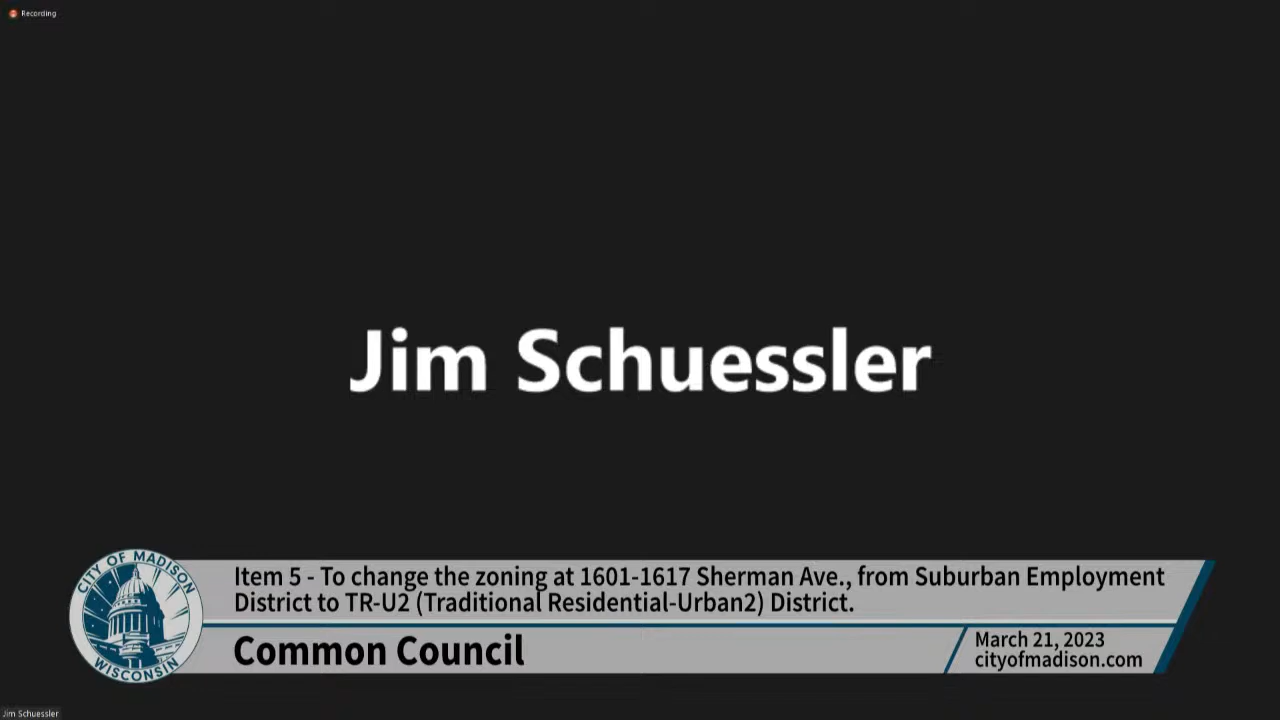 Recording
Jim Schuessler
CITY OF MADISON
WISCONSIN
Item 5 - To change the zoning at 1601-1617 Sherman Ave., from Suburban Employment
District to TR-U2 (Traditional Residential-Urban2) District.
Common Council
March 21, 2023
cityofmadison.com
Jim Schuessler